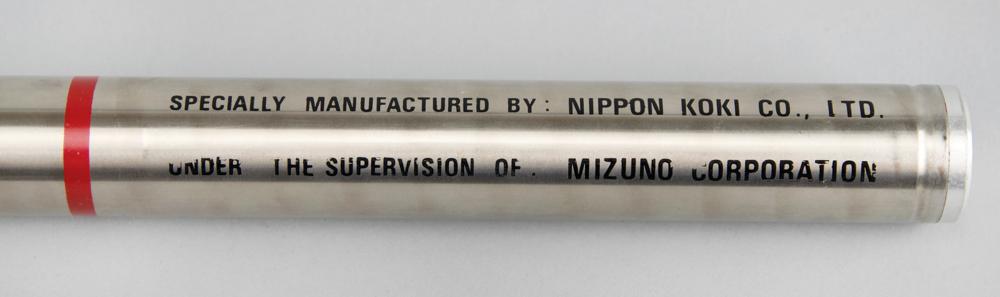 SPECIALLY MANUFACTURED BY: NIPPON KOKI CO., LTD.
UNDER THE SUPERVISION OF. MIZUNO CORPORATION